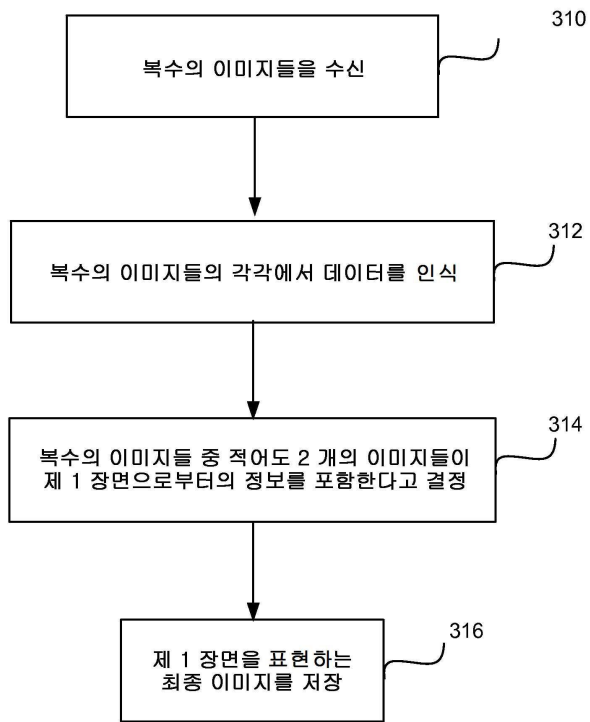 310
복수의 이미지들을 수신
312
복수의 이미지들의 각각에서 데이터를 인식
314
복수의 이미지들 중 적어도 2 개의 이미지들이
제 1 장면으로부터의 정보를 포함한다고 결정
316
제 1 장면을 표현하는
최종 이미지를 저장